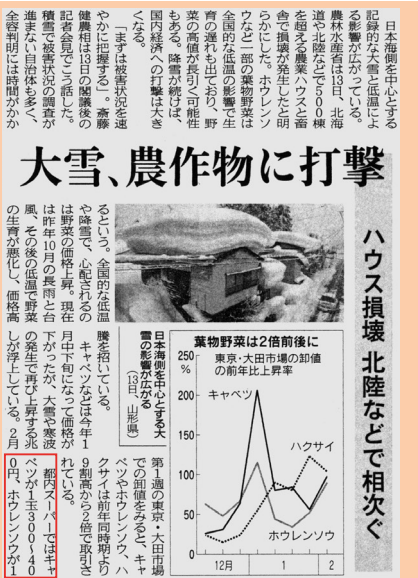 大雪、農作物に打撃
ハウス損壊 北陸などで相次ぐ
日本海側を中心とする
記録的な大雪と低温によ
る影響が広がっている。
農林水産省は13日、北海
道や北陸などで500棟
を超える農業ハウスと畜
舎で損壊が発生したと明
らかにした。ホウレンソ
ウなど一部の葉物野菜は
全国的な低温の影響で生
育の遅れも出ており、野
菜の高値が長引く可能性
もある。降雪が続けば、
国内経済への打撃は大き
くなる。
「まずは被害状況を速
やかに把握する」。斎藤
健農相は13日の閣議後の
記者会見でこう話した。
積雪で被害状況の調査が
進まない自治体も多く、
全容判明には時間がかか
るという。全国的な低温
や降雪で、心配されるの
は野菜の価格上昇。現在
は昨年10月の長雨と台
風、その後の低温で野菜
の生育が悪化し、価格高
騰を招いている。
キャベツなどは今年1
月中下旬になって価格が
下がったが、大雪や寒波
の発生で再び上昇する兆
しが浮上している。2月
第1週の東京・大田市場
での卸値をみると、キャ
ベツやホウレンソウ、ハ
クサイは前年同時期より
9割高から2倍で取引さ
れている。
都内スーパーではキャ
ベツが1玉300〜40
0円、ホウレンソウが1
日本海側を中心とする大
雪の影響が広がる
(13日、山形県)
葉物野菜は2倍前後に
東京・大田市場の卸値
の前年比上昇率
250
%
200
150
100
50
0
キャベツ
ハクサイ
ホウレンソウ
12月
1
2